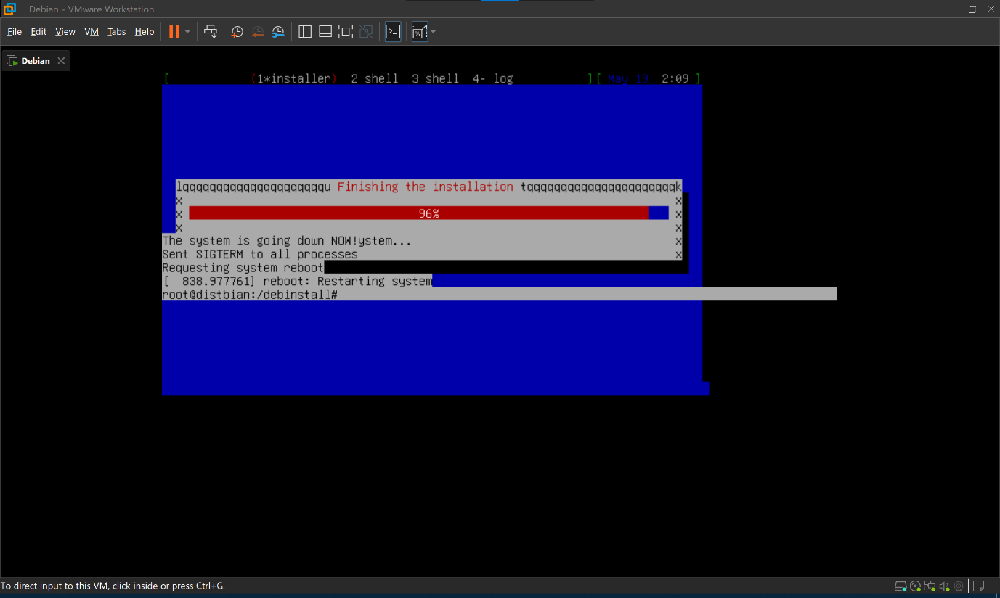 Debian - VMware Workstation
File Edit View VM Tabs Help
Debian
[ (1*installer) 2 shell 3 shell 4- log ][ May 19 2:09 ]
lqqqqqqqqqqqqqqqqqqqqqu Finishing the installation tqqqqqqqqqqqqqqqqqqqqqqk
x x
x 96% x
x x
The system is going down NOW!ystem... x
Sent SIGTERM to all processes x
Requesting system reboot
[ 838.977761] reboot: Restarting system
root@distbian:/debinstall#
To direct input to this VM, click inside or press Ctrl+G.